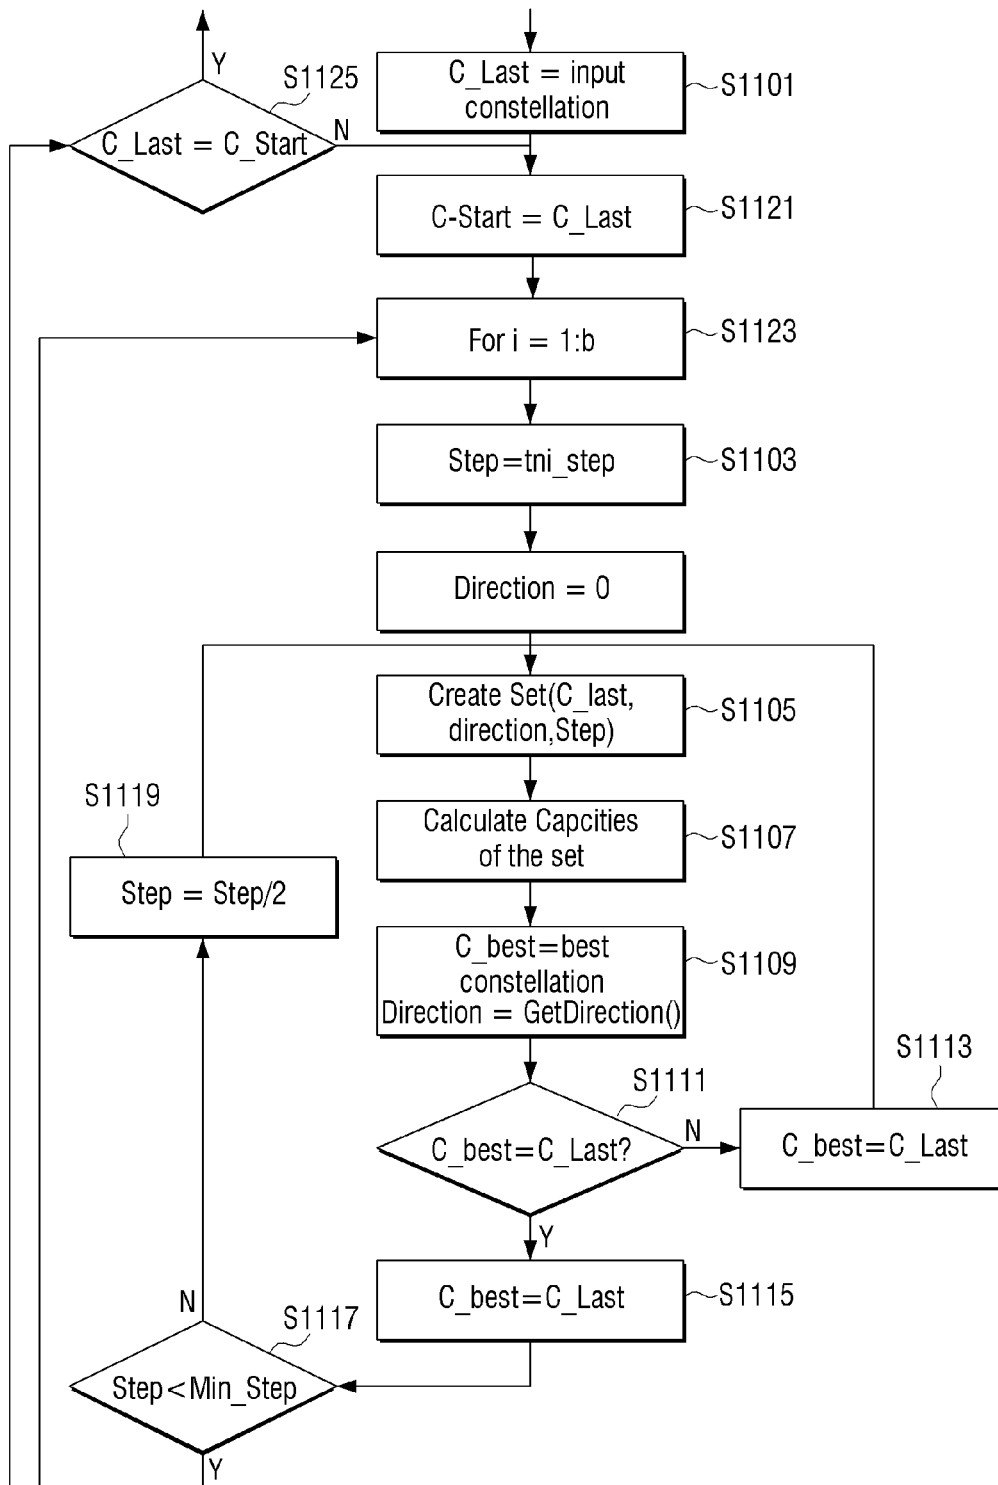 Y
S1125
C_Last = C_Start
N
C_Last = input
constellation
S1101
C-Start = C_Last
S1121
For i = 1:b
S1123
Step=tni_step
S1103
Direction = 0
Create Set(C_last,
direction,Step)
S1105
Calculate Capcities
of the set
S1107
S1119
Step = Step/2
C_best=best
constellation
Direction = GetDirection()
S1109
S1111
C_best=C_Last?
N
S1113
C_best=C_Last
Y
C_best=C_Last
S1115
N
S1117
Step<Min_Step
Y